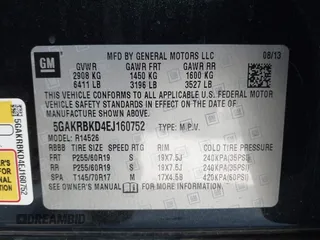 GM
MFD BY GENERAL MOTORS LLC 08/13
GVWR GAWR FRT GAWR RR
2908 KG 1450 KG 1600 KG
6411 LB 3196 LB 3527 LB
THIS VEHICLE CONFORMS TO ALL APPLICABLE U.S.
FEDERAL MOTOR VEHICLE SAFETY STANDARDS IN
EFFECT ON THE DATE OF
MANUFACTURE SHOWN ABOVE.
5GAKRBKD4EJ160752 TYPE: M.P.V.
MODEL: R14526
RBBB TIRE SIZE SPEED RTG RIM COLD TIRE PRESSURE
FRT P255/60R19 S 19X7.5J 240KPA(35PSI)
RR P255/60R19 S 19X7.5J 240KPA(35PSI)
SPA T145/70R17 M 17X4.5B 420KPA(60PSI)
SEE OWNER'S MANUAL FOR MORE INFORMATION.
5GAKRBKD4EJ160752